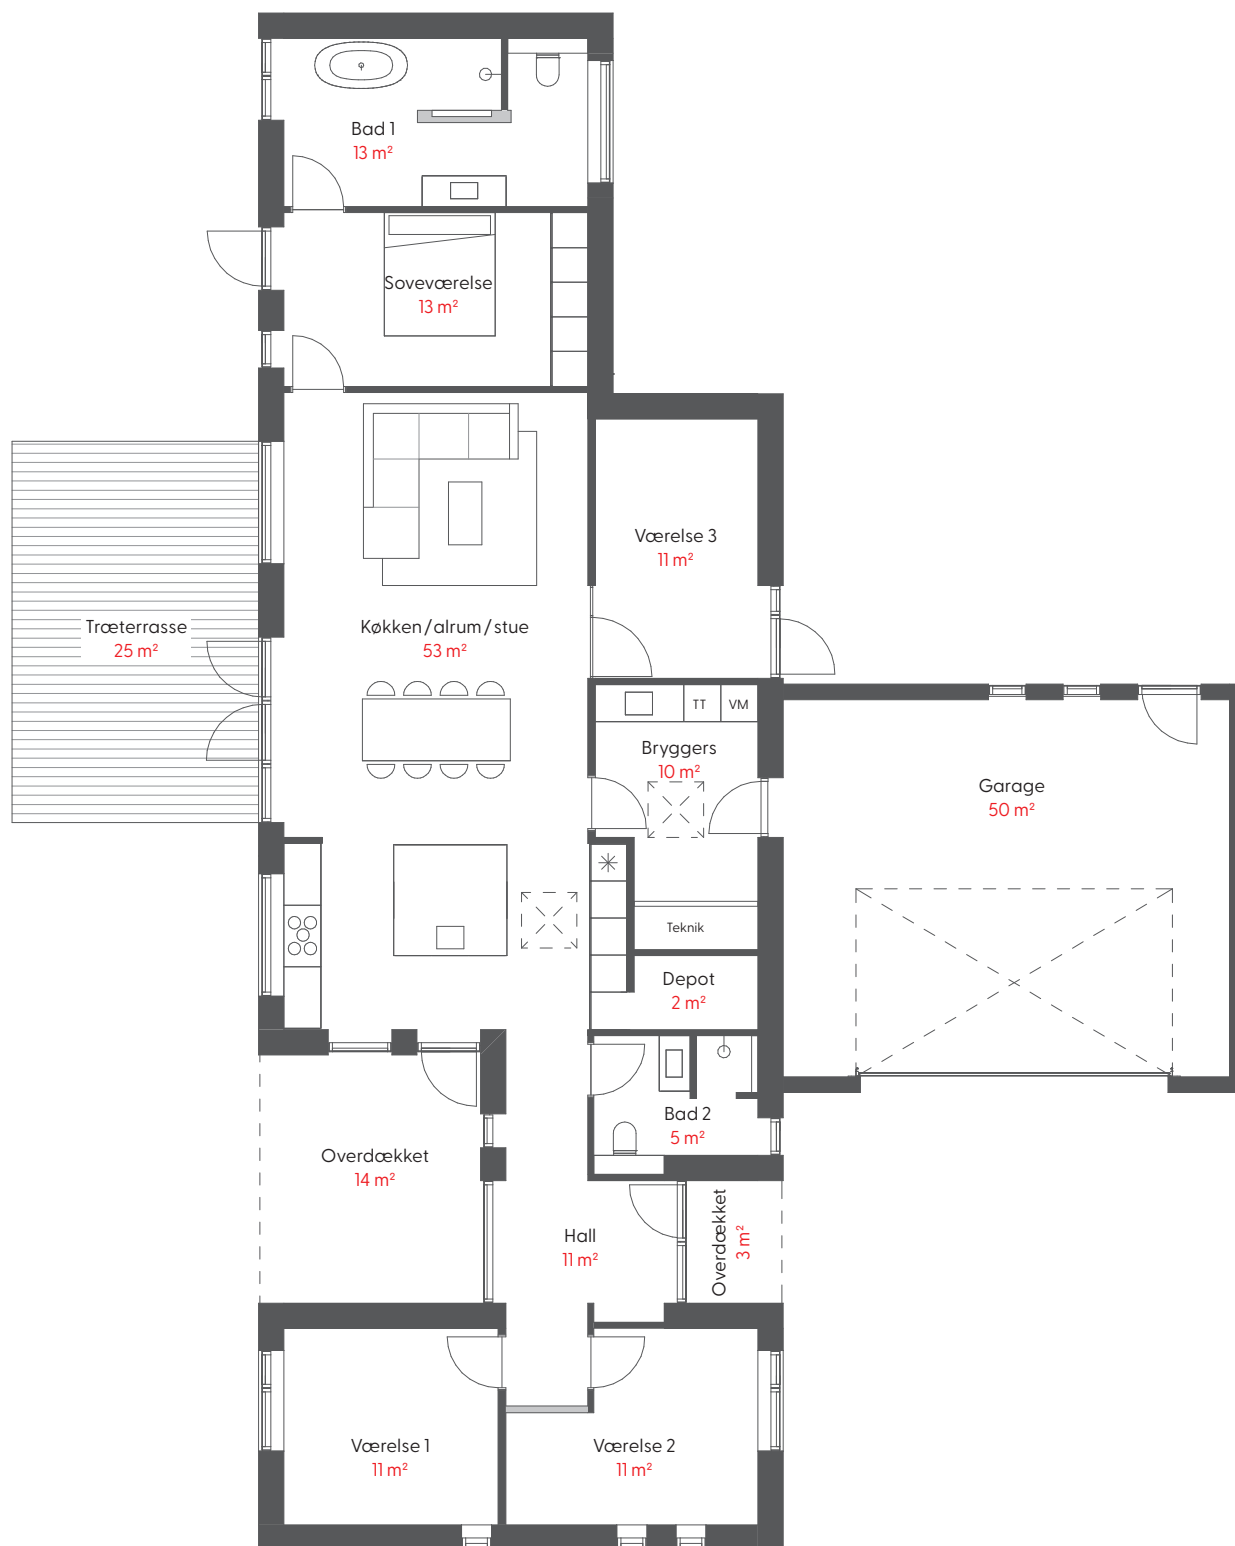 Bad 1
13 m²
Soveværelse
13 m²
Værelse 3
11 m²
Træterrasse
25 m²
Køkken/alrum/stue
53 m²
TT
VM
Bryggers
10 m²
Garage
50 m²
Teknik
Depot
2 m²
Bad 2
5 m²
Overdækket
14 m²
Hall
11 m²
Overdækket
3 m²
Værelse 1
11 m²
Værelse 2
11 m²